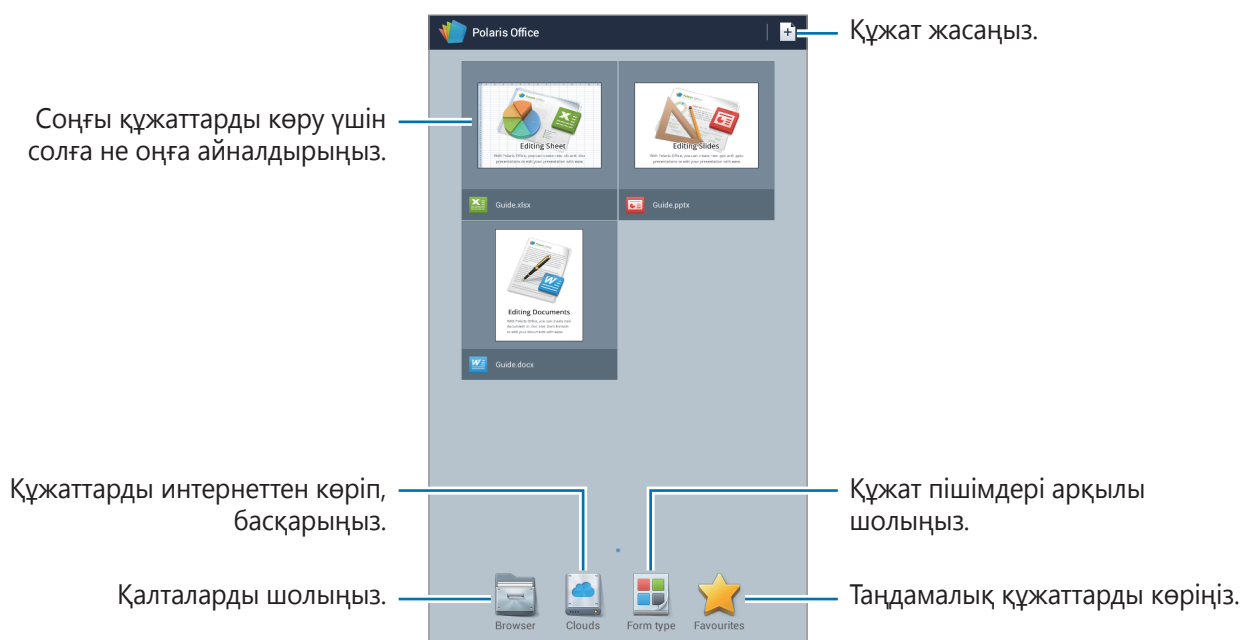 Polaris Office
Құжат жасаңыз.
Соңғы құжаттарды көру үшін
солға не оңға айналдырыңыз.
Editing Sheet
Editing Slides
Guide.xlsx
Guide.pptx
Editing Documents
Guide.docx
Құжаттарды интернеттен көріп,
басқарыңыз.
Құжат пішімдері арқылы
шолыңыз.
Қалталарды шолыңыз.
Таңдамалық құжаттарды көріңіз.
Browser
Clouds
Form type
Favourites